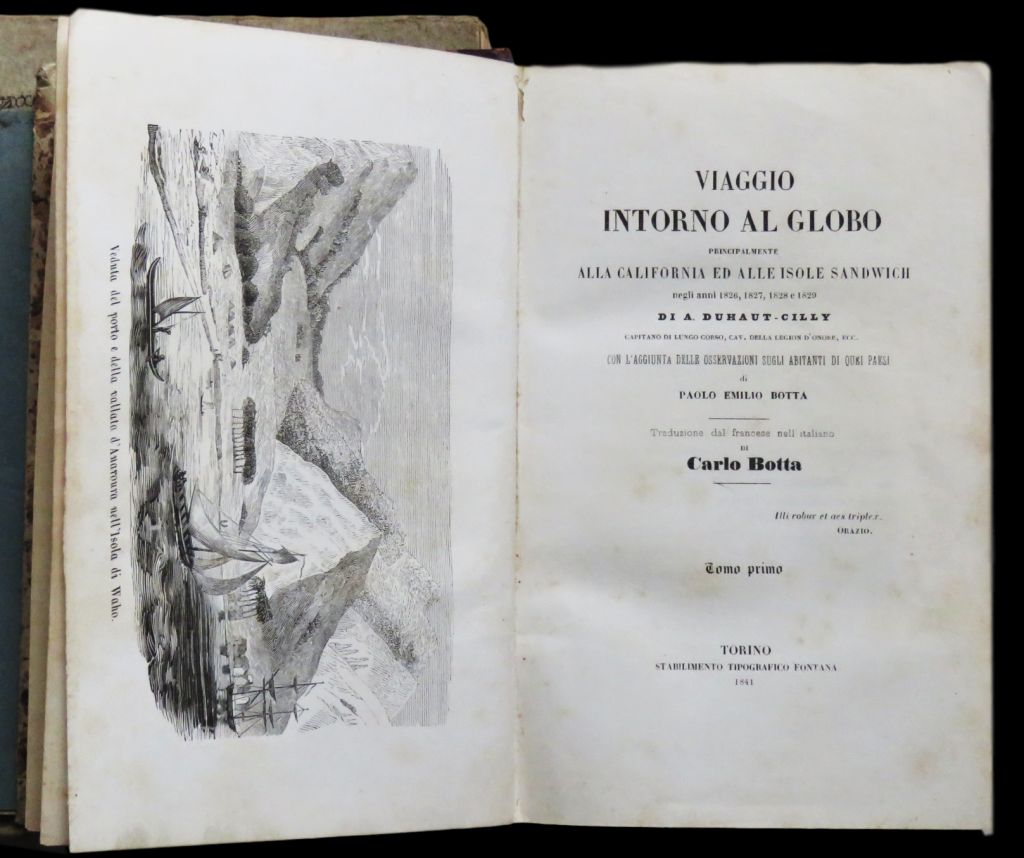 Veduta del porto e della vallata d'Anaroura nell'Isola di Waho.
VIAGGIO
INTORNO AL GLOBO
PRINCIPALMENTE
ALLA CALIFORNIA ED ALLE ISOLE SANDWICH
negli anni 1826, 1827, 1828 e 1829
DI A. DUHAUT-CILLY
CAPITANO DI LUNGO CORSO, CAV. DELLA LEGION D'ONORE, ECC.
CON L'AGGIUNTA DELLE OSSERVAZIONI SUGLI ABITANTI DI QUEI PAESI
di
PAOLO EMILIO BOTTA
Traduzione dal francese nell'italiano
DI
Carlo Botta
Illi robur et aes triplex.
ORAZIO.
Tomo primo
TORINO
STABILIMENTO TIPOGRAFICO FONTANA
1841